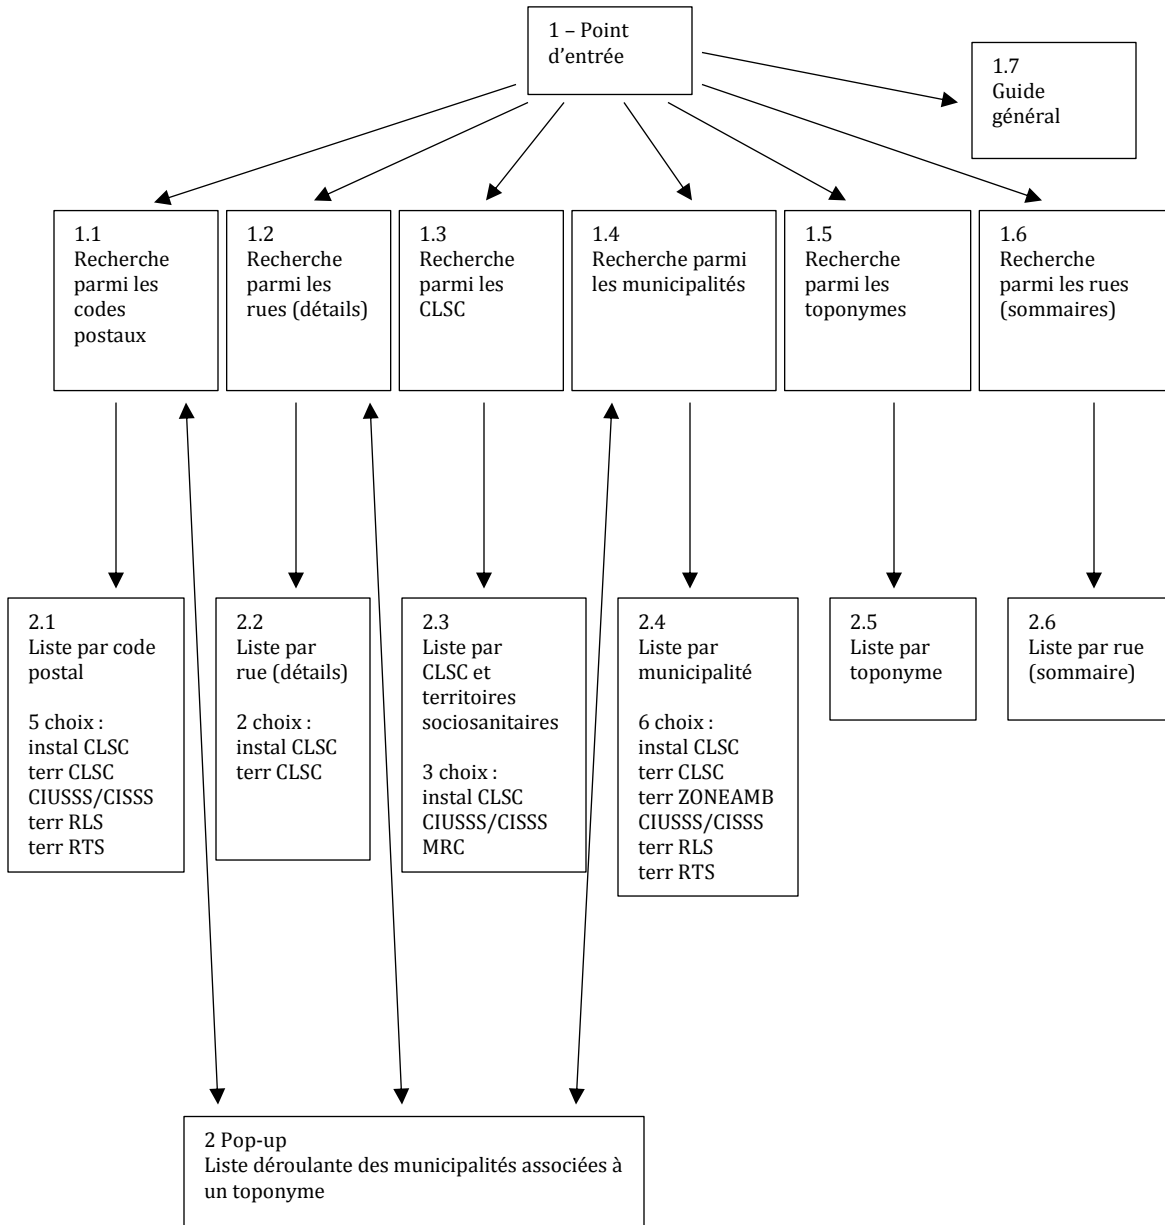 1 – Point
d'entrée
1.7
Guide
général
1.1
Recherche
parmi les
codes
postaux
1.2
Recherche
parmi les
rues (détails)
1.3
Recherche
parmi les
CLSC
1.4
Recherche parmi
les municipalités
1.5
Recherche
parmi les
toponymes
1.6
Recherche
parmi les rues
(sommaires)
2.1
Liste par code
postal
5 choix :
instal CLSC
terr CLSC
CIUSSS/CISSS
terr RLS
terr RTS
2.2
Liste par
rue (détails)
2 choix :
instal CLSC
terr CLSC
2.3
Liste par
CLSC et
territoires
sociosanitaires
3 choix :
instal CLSC
CIUSSS/CISSS
MRC
2.4
Liste par
municipalité
6 choix :
instal CLSC
terr CLSC
terr ZONEAMB
CIUSSS/CISSS
terr RLS
terr RTS
2.5
Liste par
toponyme
2.6
Liste par rue
(sommaire)
2 Pop-up
Liste déroulante des municipalités associées à
un toponyme